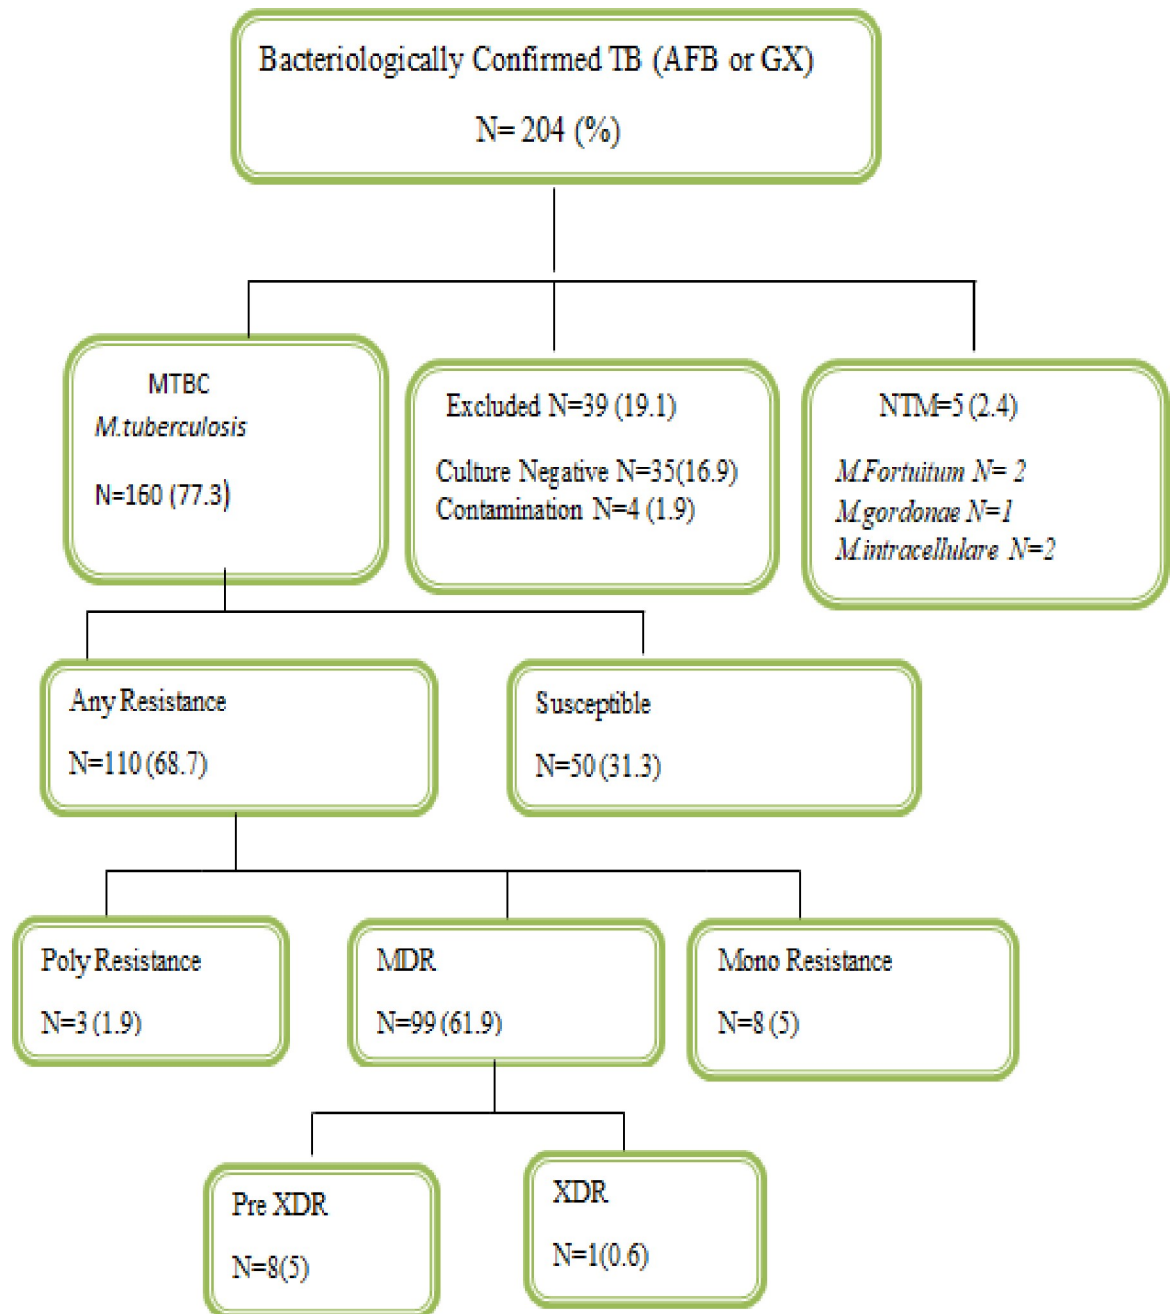 Bacteriologically Confirmed TB (AFB or GX)
N= 204 (%)
MTBC
M.tuberculosis
N=160 (77.3)
Excluded N=39 (19.1)
Culture Negative N=35(16.9)
Contamination N=4 (1.9)
NTM=5 (2.4)
M.Fortuitum N= 2
M.gordonae N=1
M.intracellulare N=2
Any Resistance
N=110 (68.7)
Susceptible
N=50 (31.3)
Poly Resistance
N=3 (1.9)
MDR
N=99 (61.9)
Mono Resistance
N=8 (5)
Pre XDR
N=8(5)
XDR
N=1(0.6)